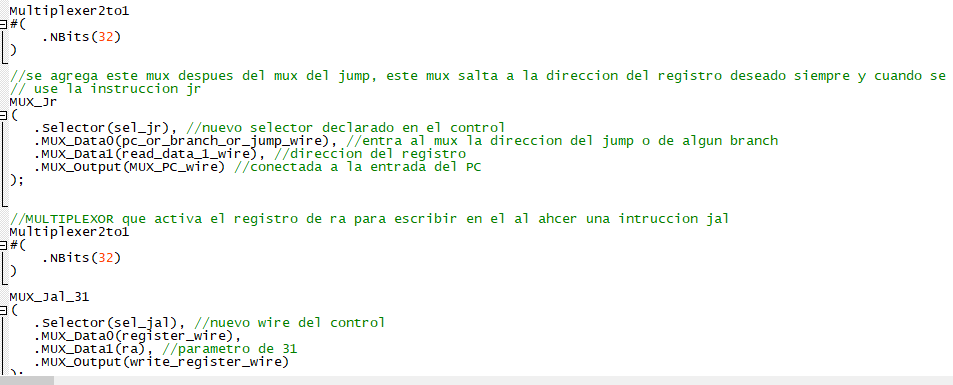 Multiplexer2to1
#(
.NBits(32)
)
//se agrega este mux despues del mux del jump, este mux salta a la direccion del registro deseado siempre y cuando se
// use la instruccion jr
MUX_Jr
(
.Selector(sel_jr), //nuevo selector declarado en el control
.MUX_Data0(pc_or_branch_or_jump_wire), //entra al mux la direccion del jump o de algun branch
.MUX_Data1(read_data_1_wire), //direccion del registro
.MUX_Output(MUX_PC_wire) //conectada a la entrada del PC
);
//MULTIPLEXOR que activa el registro de ra para escribir en el al ahcer una intruccion jal
Multiplexer2to1
#(
.NBits(32)
)
MUX_Jal_31
(
.Selector(sel_jal), //nuevo wire del control
.MUX_Data0(register_wire),
.MUX_Data1(ra), //parametro de 31
.MUX_Output(write_register_wire)
);